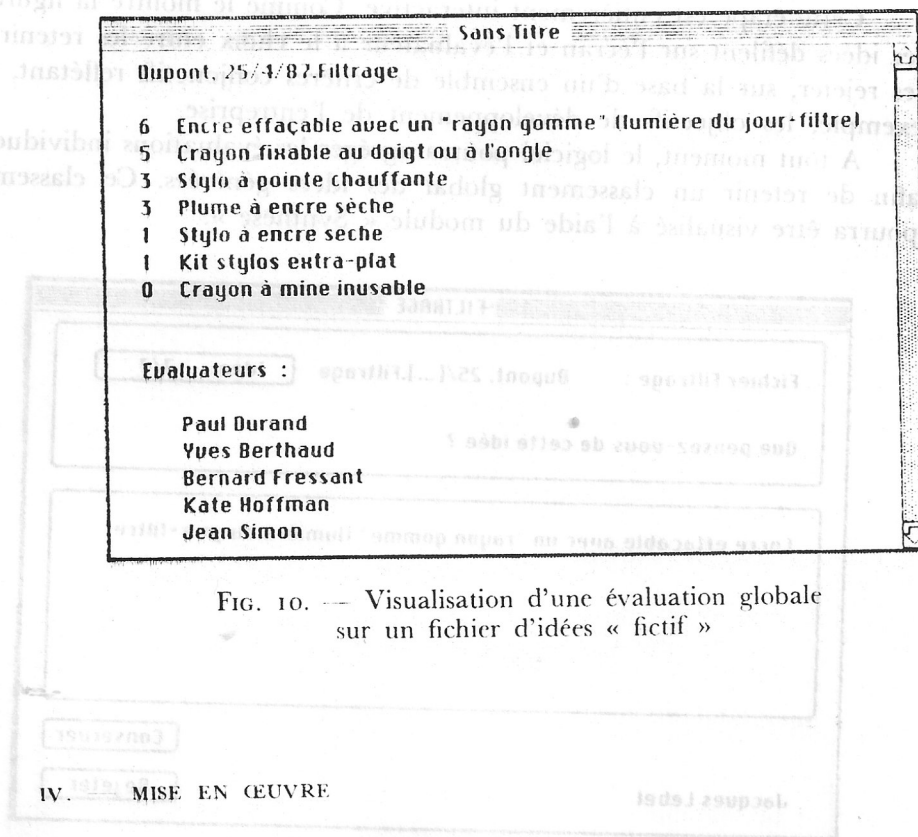 Sans Titre
Dupont. 25/4/87.Filtrage
6 Encre effaçable avec un "rayon gomme" (lumière du jour-filtre)
5 Crayon fixable au doigt ou à l'ongle
3 Stylo à pointe chauffante
3 Plume à encre sèche
1 Stylo à encre sèche
1 Kit stylos extra-plat
0 Crayon à mine inusable
Evaluateurs :
Paul Durand
Yves Berthaud
Bernard Fressant
Kate Hoffman
Jean Simon
FIG. 10. — Visualisation d'une évaluation globale
sur un fichier d'idées « fictif »
IV. — MISE EN ŒUVRE